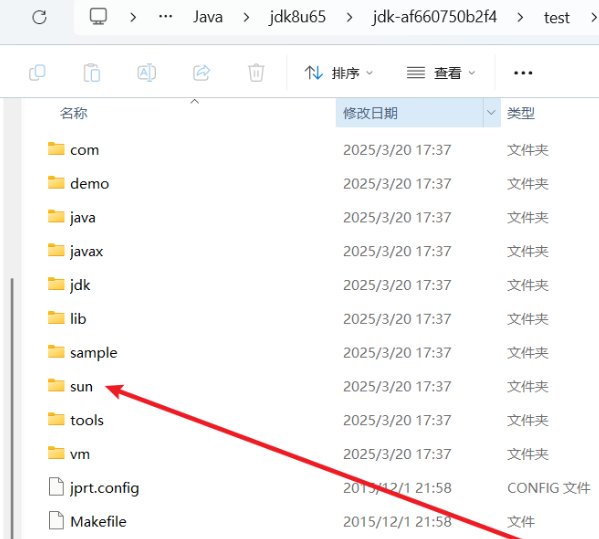 ··· Java jdk8u65 jdk-af660750b2f4 test
排序 查看 ···
名称 修改日期 类型
com 2025/3/20 17:37 文件夹
demo 2025/3/20 17:37 文件夹
java 2025/3/20 17:37 文件夹
javax 2025/3/20 17:37 文件夹
jdk 2025/3/20 17:37 文件夹
lib 2025/3/20 17:37 文件夹
sample 2025/3/20 17:37 文件夹
sun 2025/3/20 17:37 文件夹
tools 2025/3/20 17:37 文件夹
vm 2025/3/20 17:37 文件夹
jprt.config 2015/12/1 21:58 CONFIG 文件
Makefile 2015/12/1 21:58 文件